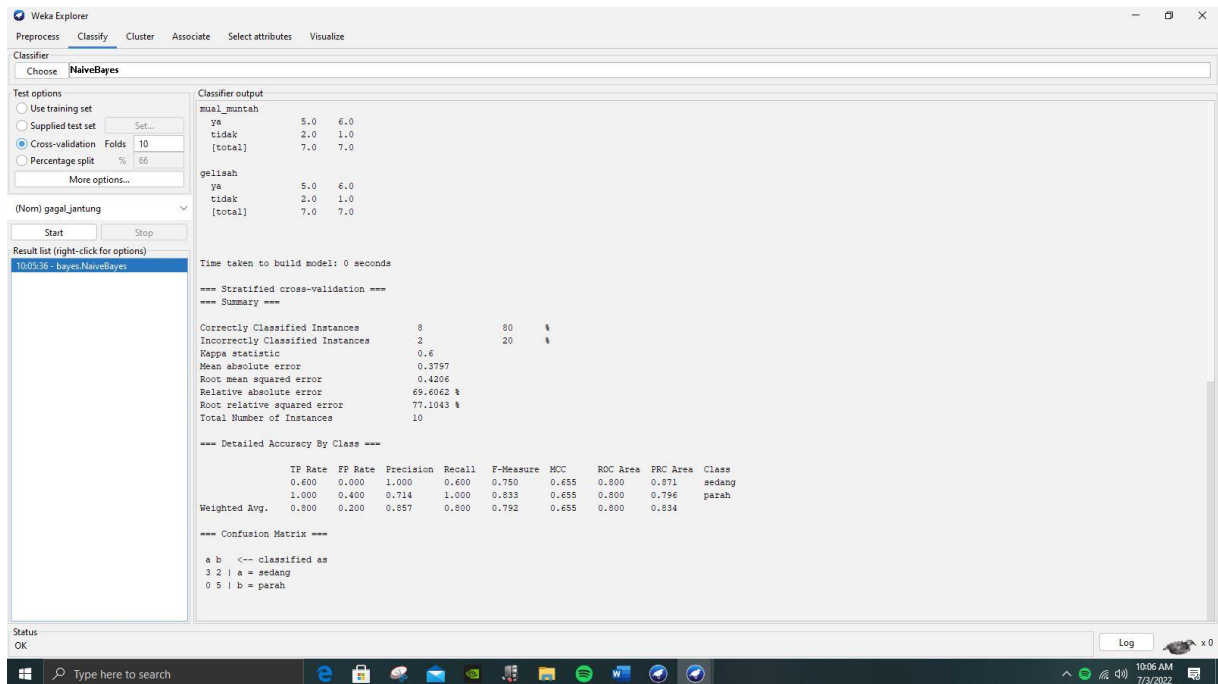 Weka Explorer
Preprocess Classify Cluster Associate Select attributes Visualize
Classifier
Choose NaiveBayes
Test options
Use training set
Supplied test set Set...
Cross-validation Folds 10
Percentage split % 66
More options...
(Nom) gagal_jantung
Start Stop
Result list (right-click for options)
10:05:36 - bayes.NaiveBayes
Classifier output
mual_muntah
ya 5.0 6.0
tidak 2.0 1.0
[total] 7.0 7.0
gelisah
ya 5.0 6.0
tidak 2.0 1.0
[total] 7.0 7.0
Time taken to build model: 0 seconds
=== Stratified cross-validation ===
=== Summary ===
Correctly Classified Instances 8 80 %
Incorrectly Classified Instances 2 20 %
Kappa statistic 0.6
Mean absolute error 0.3797
Root mean squared error 0.4206
Relative absolute error 69.6062 %
Root relative squared error 77.1043 %
Total Number of Instances 10
=== Detailed Accuracy By Class ===
TP Rate FP Rate Precision Recall F-Measure MCC ROC Area PRC Area Class
0.600 0.000 1.000 0.600 0.750 0.655 0.800 0.871 sedang
1.000 0.400 0.714 1.000 0.833 0.655 0.800 0.796 parah
Weighted Avg. 0.800 0.200 0.857 0.800 0.792 0.655 0.800 0.834
=== Confusion Matrix ===
a b <-- classified as
3 2 | a = sedang
0 5 | b = parah
Status
OK
Log x 0
Type here to search
10:06 AM
7/3/2022